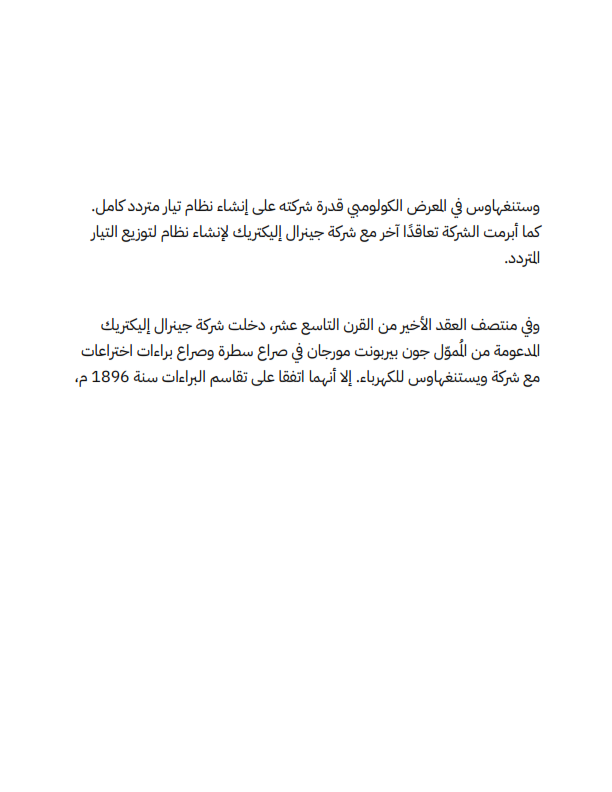 وستنغهاوس في المعرض الكولومبي قدرة شركته على إنشاء نظام تيار متردد كامل.
كما أبرمت الشركة تعاقدًا آخر مع شركة جينرال إليكتريك لإنشاء نظام لتوزيع التيار
المتردد.
وفي منتصف العقد الأخير من القرن التاسع عشر، دخلت شركة جينرال إليكتريك
المدعومة من المُموّل جون بيربونت مورجان في صراع سطرة وصراع براءات اختراعات
مع شركة ويستنغهاوس للكهرباء. إلا أنهما اتفقا على تقاسم البراءات سنة 1896 م،